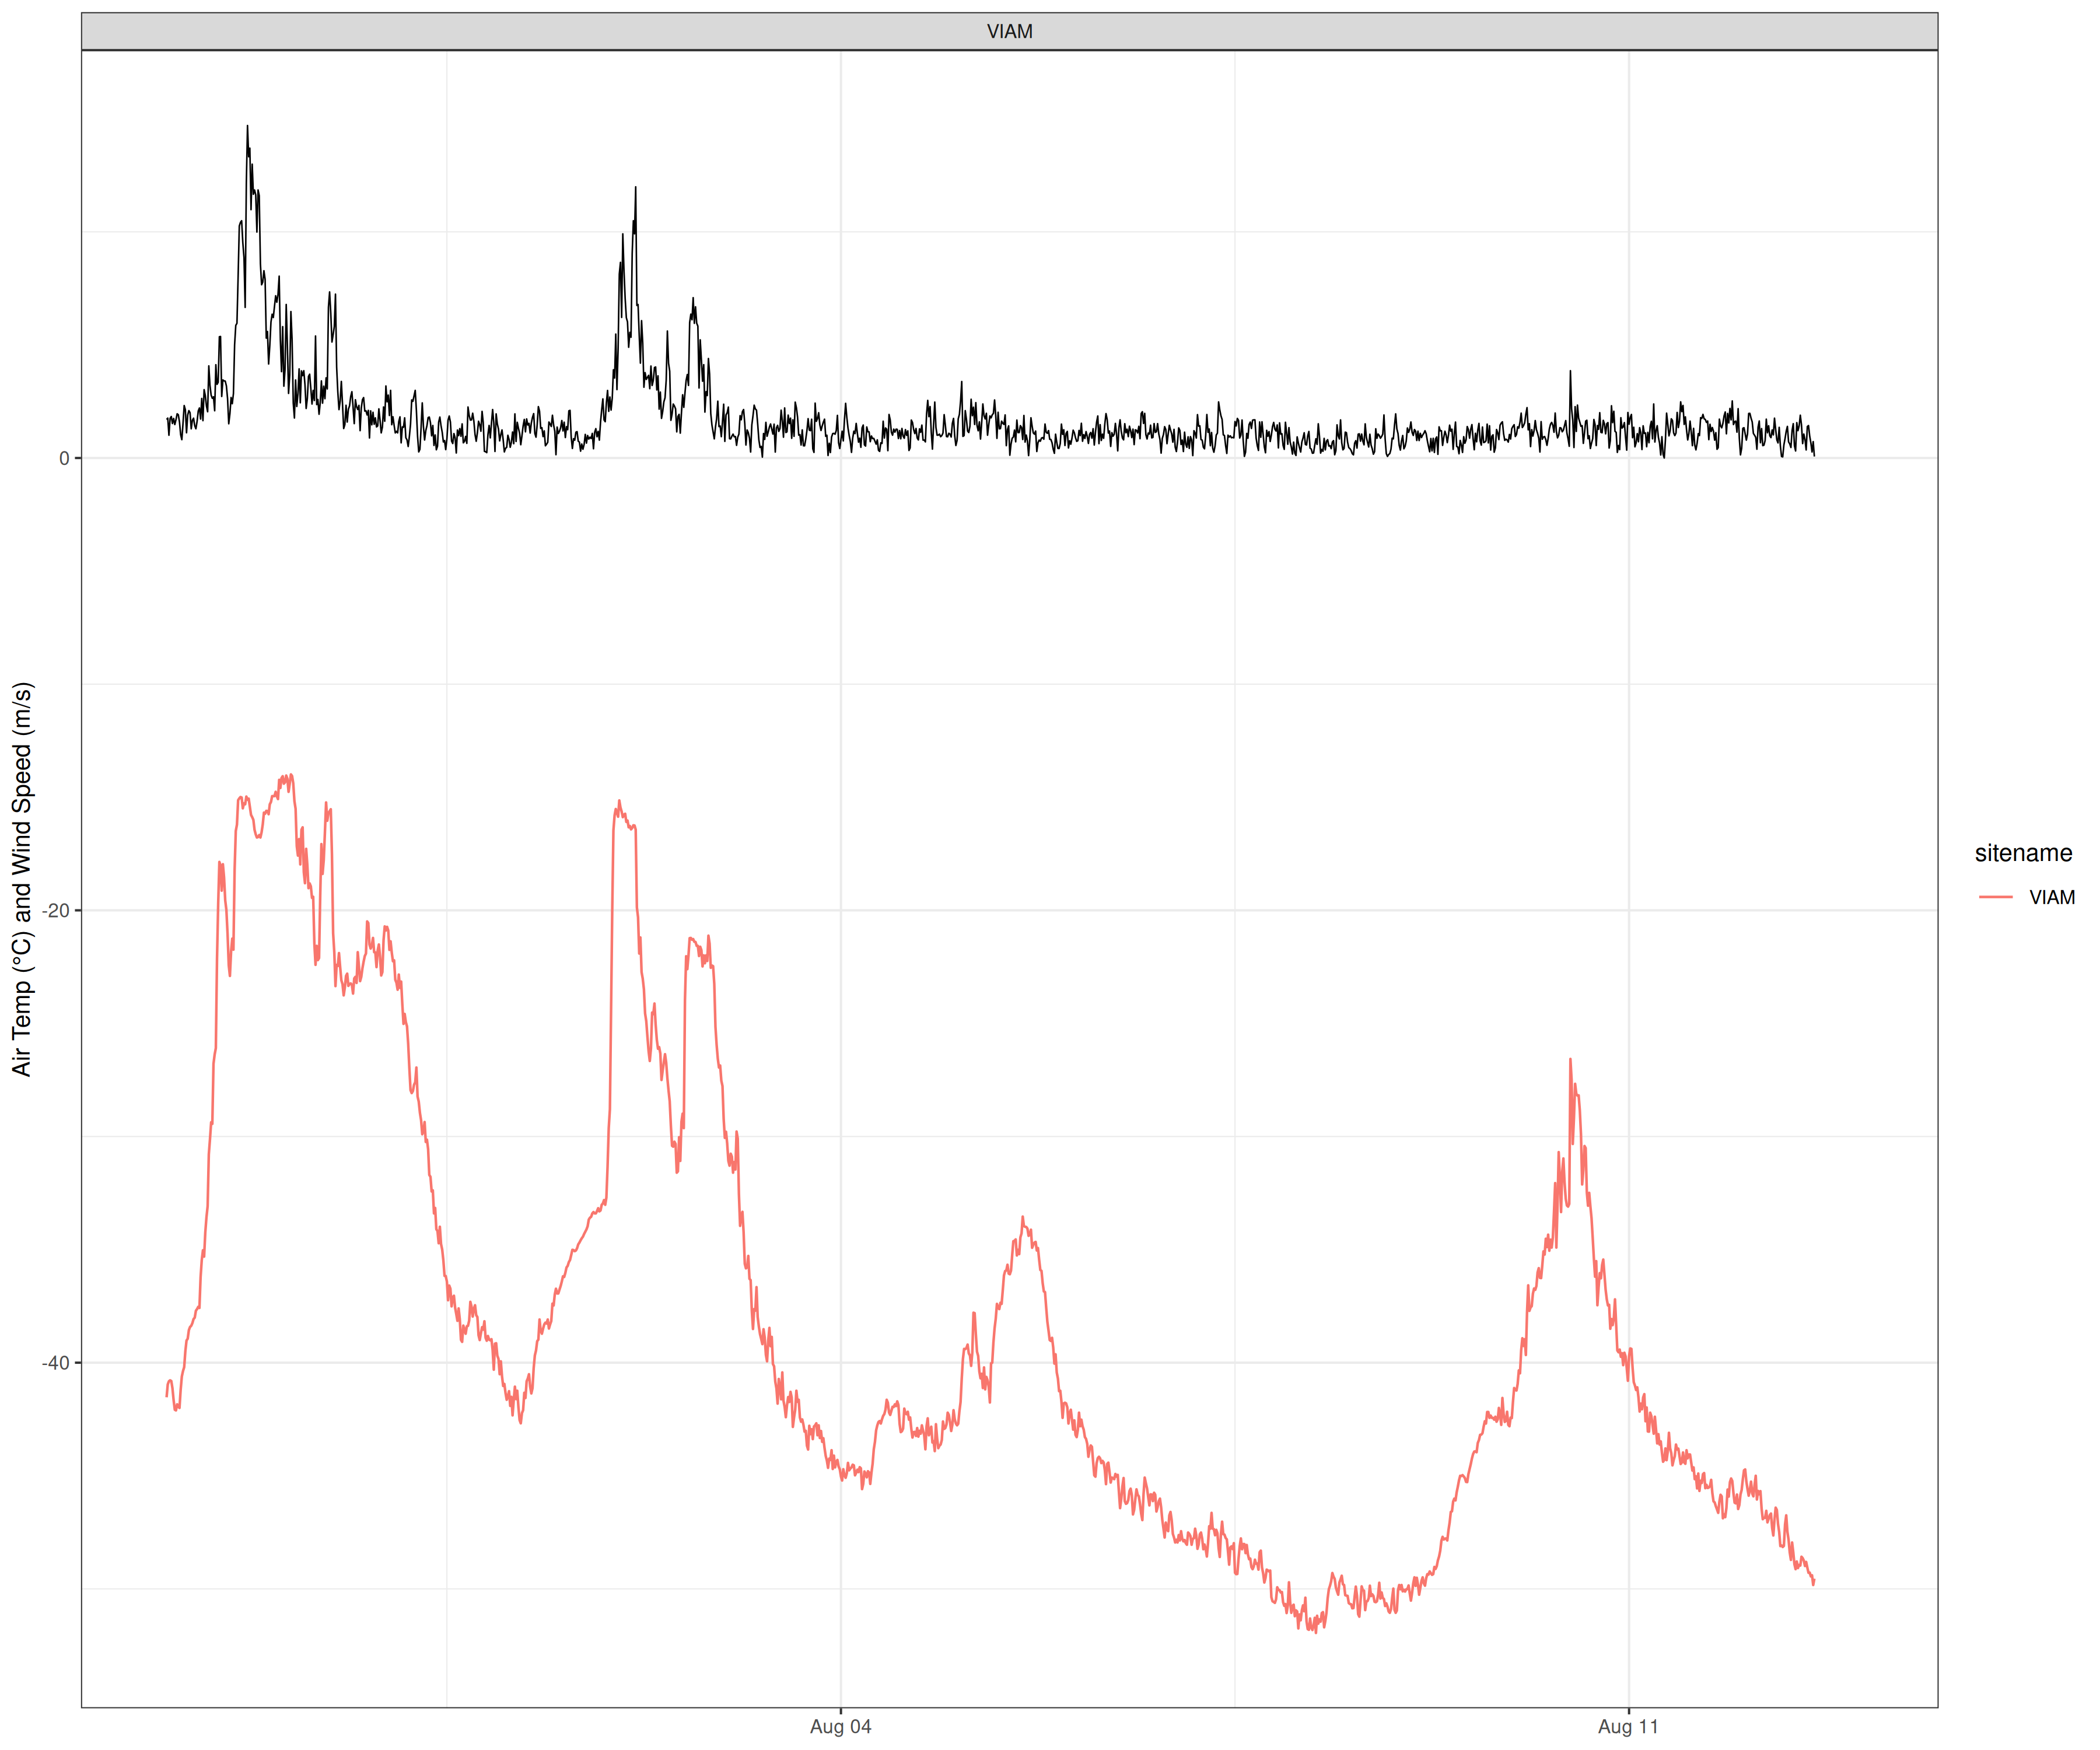 VIAM
0
-20
-40
Air Temp (°C) and Wind Speed (m/s)
Aug 04
Aug 11
sitename
VIAM